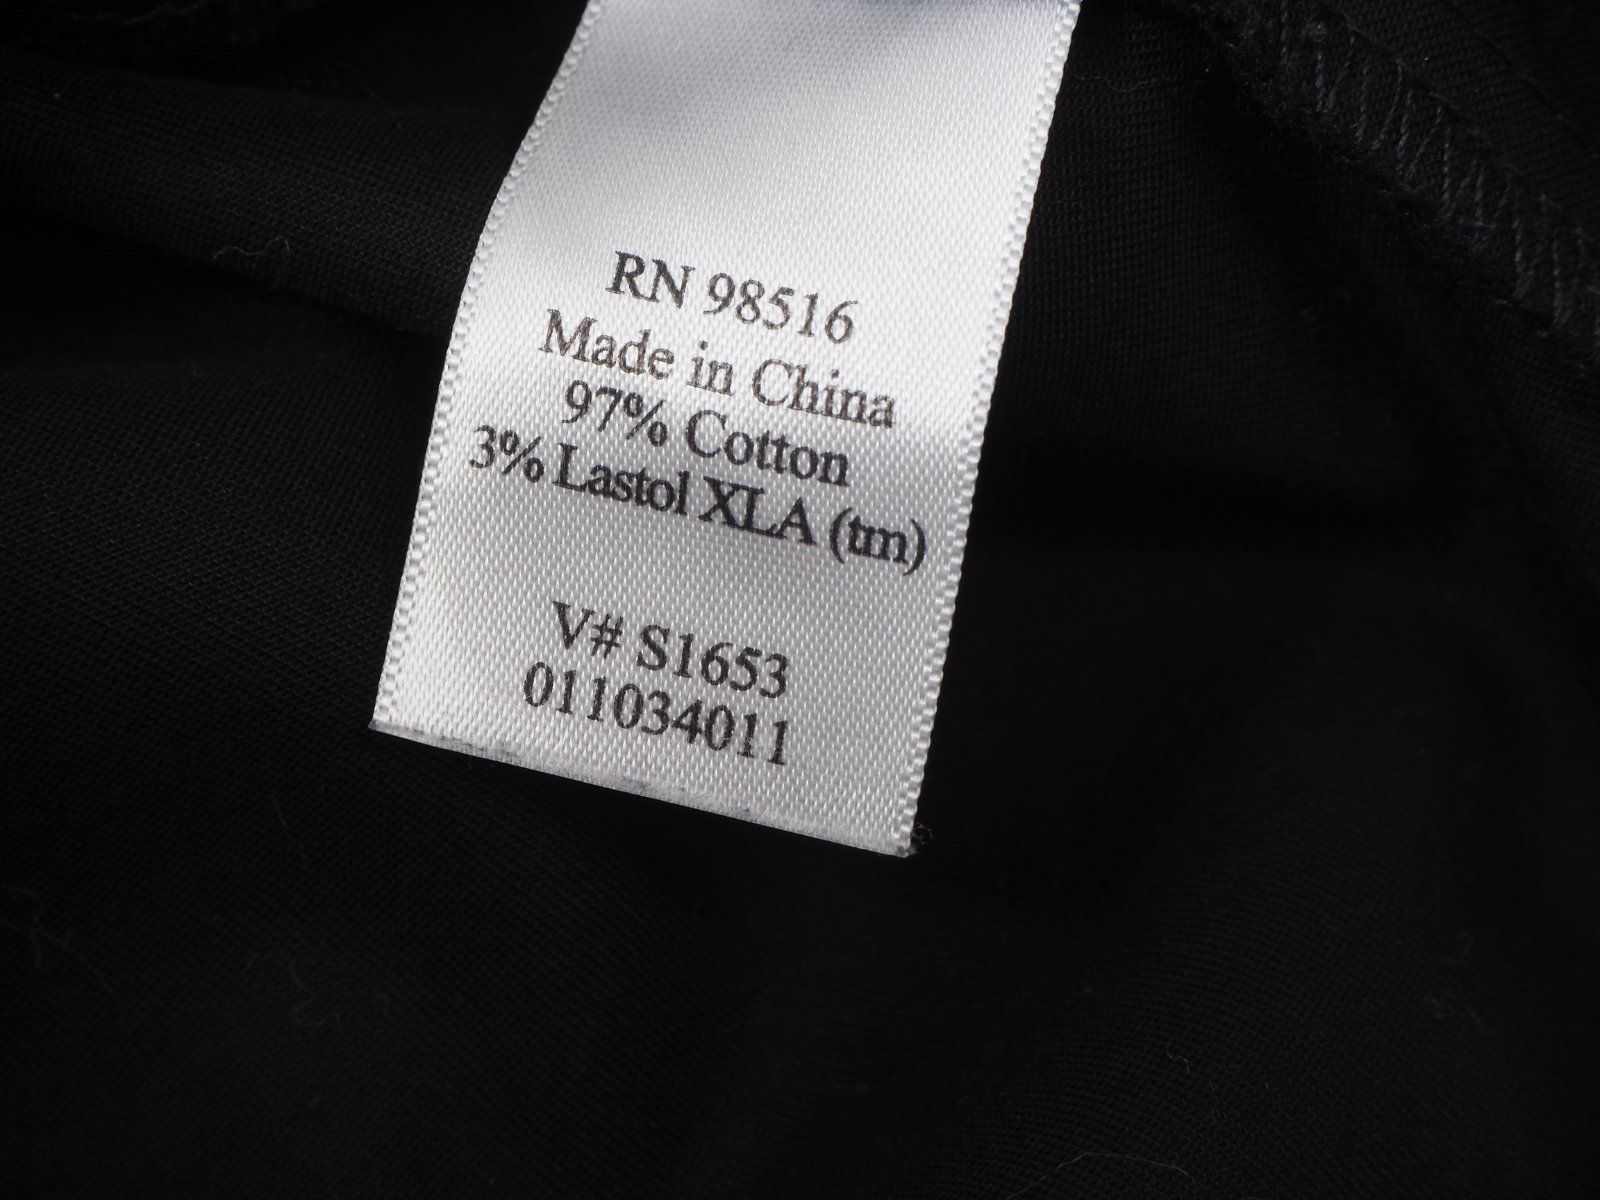 RN 98516
Made in China
97% Cotton
3% Lastol XLA (tm)
V# S1653
011034011